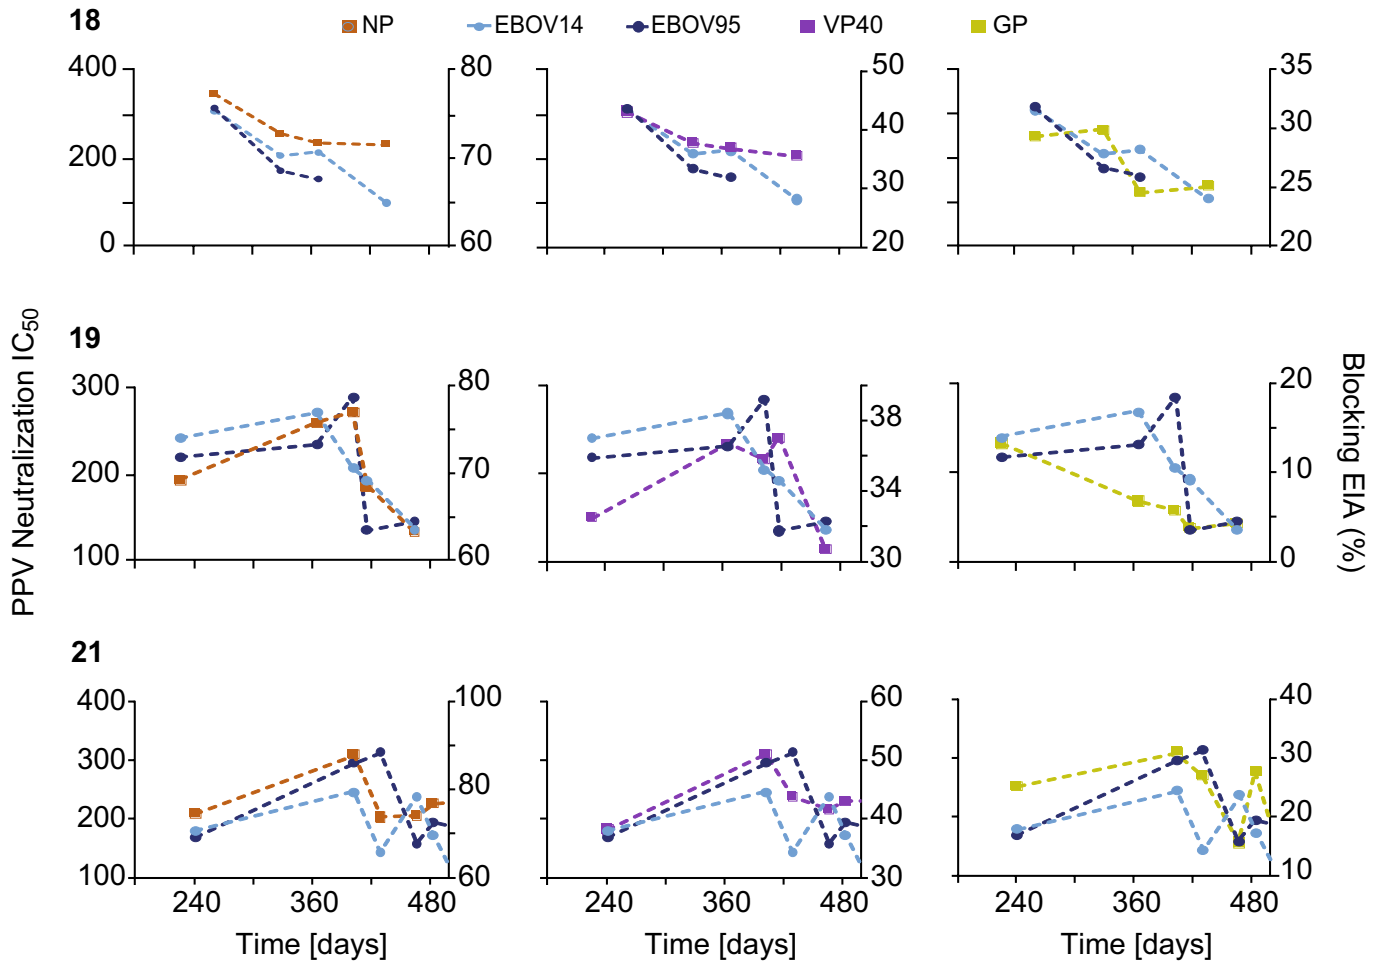 18
NP EBOV14 EBOV95 VP40 GP
400 80 50 35
300 40 30
200 70
100 30 25
0 60 20 20
PPV Neutralization IC50
Blocking EIA (%)
19
300 80 20
38
200 70 10
34
100 60 30 0
21
400 100 60 40
300 50 30
80
200 40 20
100 60 30 10
240 360 480 240 360 480 240 360 480
Time [days] Time [days] Time [days]